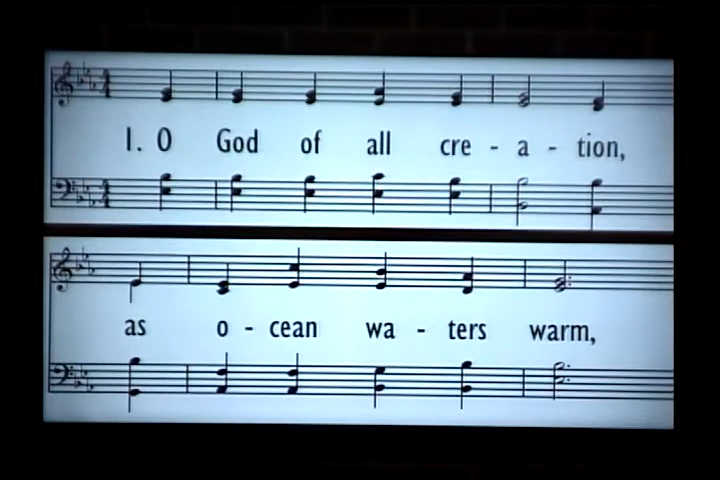 1. O God of all cre - a - tion,
as o - cean wa - ters warm,